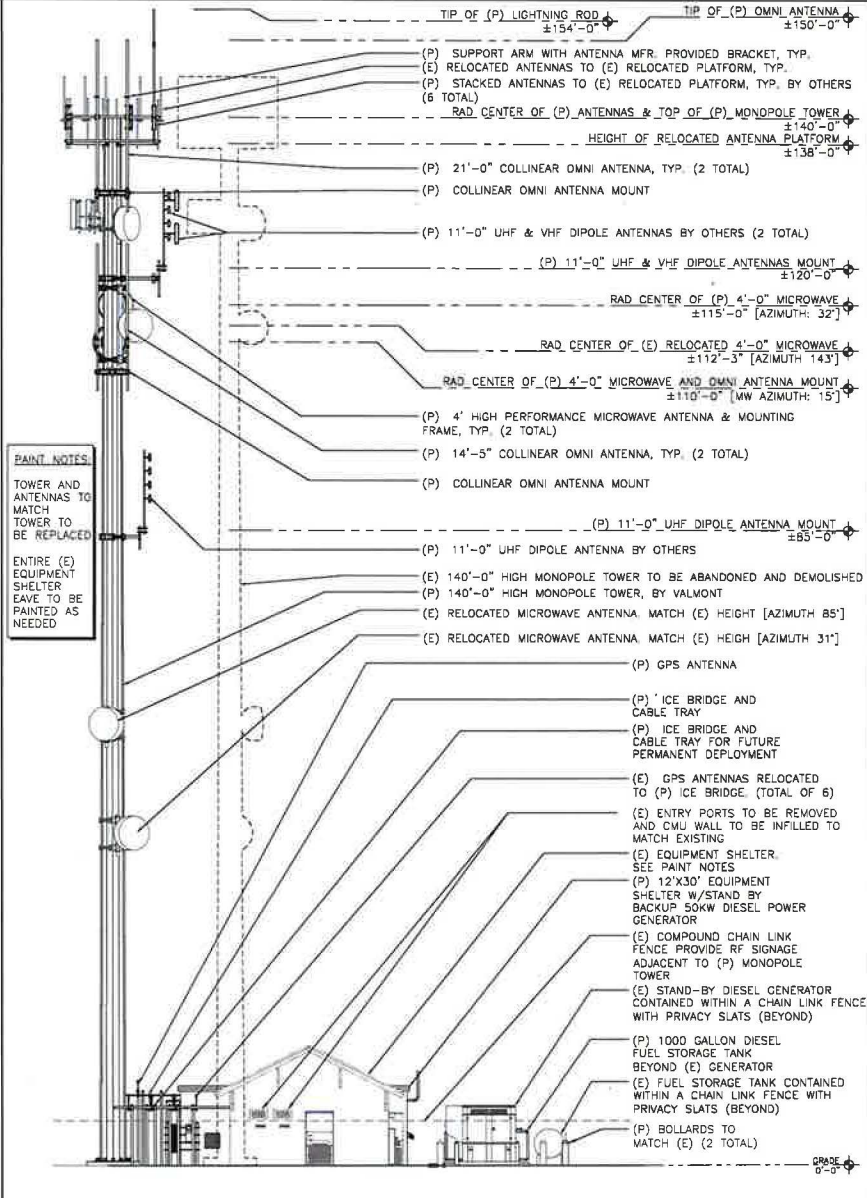 TIP OF (P) LIGHTNING ROD
±154'-0"
TIP OF (P) OMNI ANTENNA
±150'-0"
(P) SUPPORT ARM WITH ANTENNA MFR. PROVIDED BRACKET, TYP.
(E) RELOCATED ANTENNAS TO (E) RELOCATED PLATFORM, TYP.
(P) STACKED ANTENNAS TO (E) RELOCATED PLATFORM, TYP. BY OTHERS
(6 TOTAL)
RAD CENTER OF (P) ANTENNAS & TOP OF (P) MONOPOLE TOWER
±140'-0"
HEIGHT OF RELOCATED ANTENNA PLATFORM
±138'-0"
(P) 21'-0" COLLINEAR OMNI ANTENNA, TYP. (2 TOTAL)
(P) COLLINEAR OMNI ANTENNA MOUNT
(P) 11'-0" UHF & VHF DIPOLE ANTENNAS BY OTHERS (2 TOTAL)
(P) 11'-0" UHF & VHF DIPOLE ANTENNAS MOUNT
±120'-0"
RAD CENTER OF (P) 4'-0" MICROWAVE
±115'-0" [AZIMUTH: 32°]
RAD CENTER OF (E) RELOCATED 4'-0" MICROWAVE
±112'-3" [AZIMUTH 143°]
RAD CENTER OF (P) 4'-0" MICROWAVE AND OMNI ANTENNA MOUNT
±110'-0" [MW AZIMUTH: 15°]
(P) 4' HIGH PERFORMANCE MICROWAVE ANTENNA & MOUNTING
FRAME, TYP. (2 TOTAL)
(P) 14'-5" COLLINEAR OMNI ANTENNA, TYP. (2 TOTAL)
(P) COLLINEAR OMNI ANTENNA MOUNT
PAINT NOTES:
TOWER AND
ANTENNAS TO
MATCH
TOWER TO
BE REPLACED
ENTIRE (E)
EQUIPMENT
SHELTER
EAVE TO BE
PAINTED AS
NEEDED
(P) 11'-0" UHF DIPOLE ANTENNA MOUNT
±85'-0"
(P) 11'-0" UHF DIPOLE ANTENNA BY OTHERS
(E) 140'-0" HIGH MONOPOLE TOWER TO BE ABANDONED AND DEMOLISHED
(P) 140'-0" HIGH MONOPOLE TOWER, BY VALMONT
(E) RELOCATED MICROWAVE ANTENNA, MATCH (E) HEIGHT [AZIMUTH 85°]
(E) RELOCATED MICROWAVE ANTENNA, MATCH (E) HEIGH [AZIMUTH 31°]
(P) GPS ANTENNA
(P) ' ICE BRIDGE AND
CABLE TRAY
(P) ICE BRIDGE AND
CABLE TRAY FOR FUTURE
PERMANENT DEPLOYMENT
(E) GPS ANTENNAS RELOCATED
TO (P) ICE BRIDGE, (TOTAL OF 6)
(E) ENTRY PORTS TO BE REMOVED
AND CMU WALL TO BE INFILLED TO
MATCH EXISTING
(E) EQUIPMENT SHELTER,
SEE PAINT NOTES
(P) 12'X30' EQUIPMENT
SHELTER W/STAND BY
BACKUP 50KW DIESEL POWER
GENERATOR
(E) COMPOUND CHAIN LINK
FENCE PROVIDE RF SIGNAGE
ADJACENT TO (P) MONOPOLE
TOWER
(E) STAND-BY DIESEL GENERATOR
CONTAINED WITHIN A CHAIN LINK FENCE
WITH PRIVACY SLATS (BEYOND)
(P) 1000 GALLON DIESEL
FUEL STORAGE TANK
BEYOND (E) GENERATOR
(E) FUEL STORAGE TANK CONTAINED
WITHIN A CHAIN LINK FENCE WITH
PRIVACY SLATS (BEYOND)
(P) BOLLARDS TO
MATCH (E) (2 TOTAL)
GRADE
0'-0"